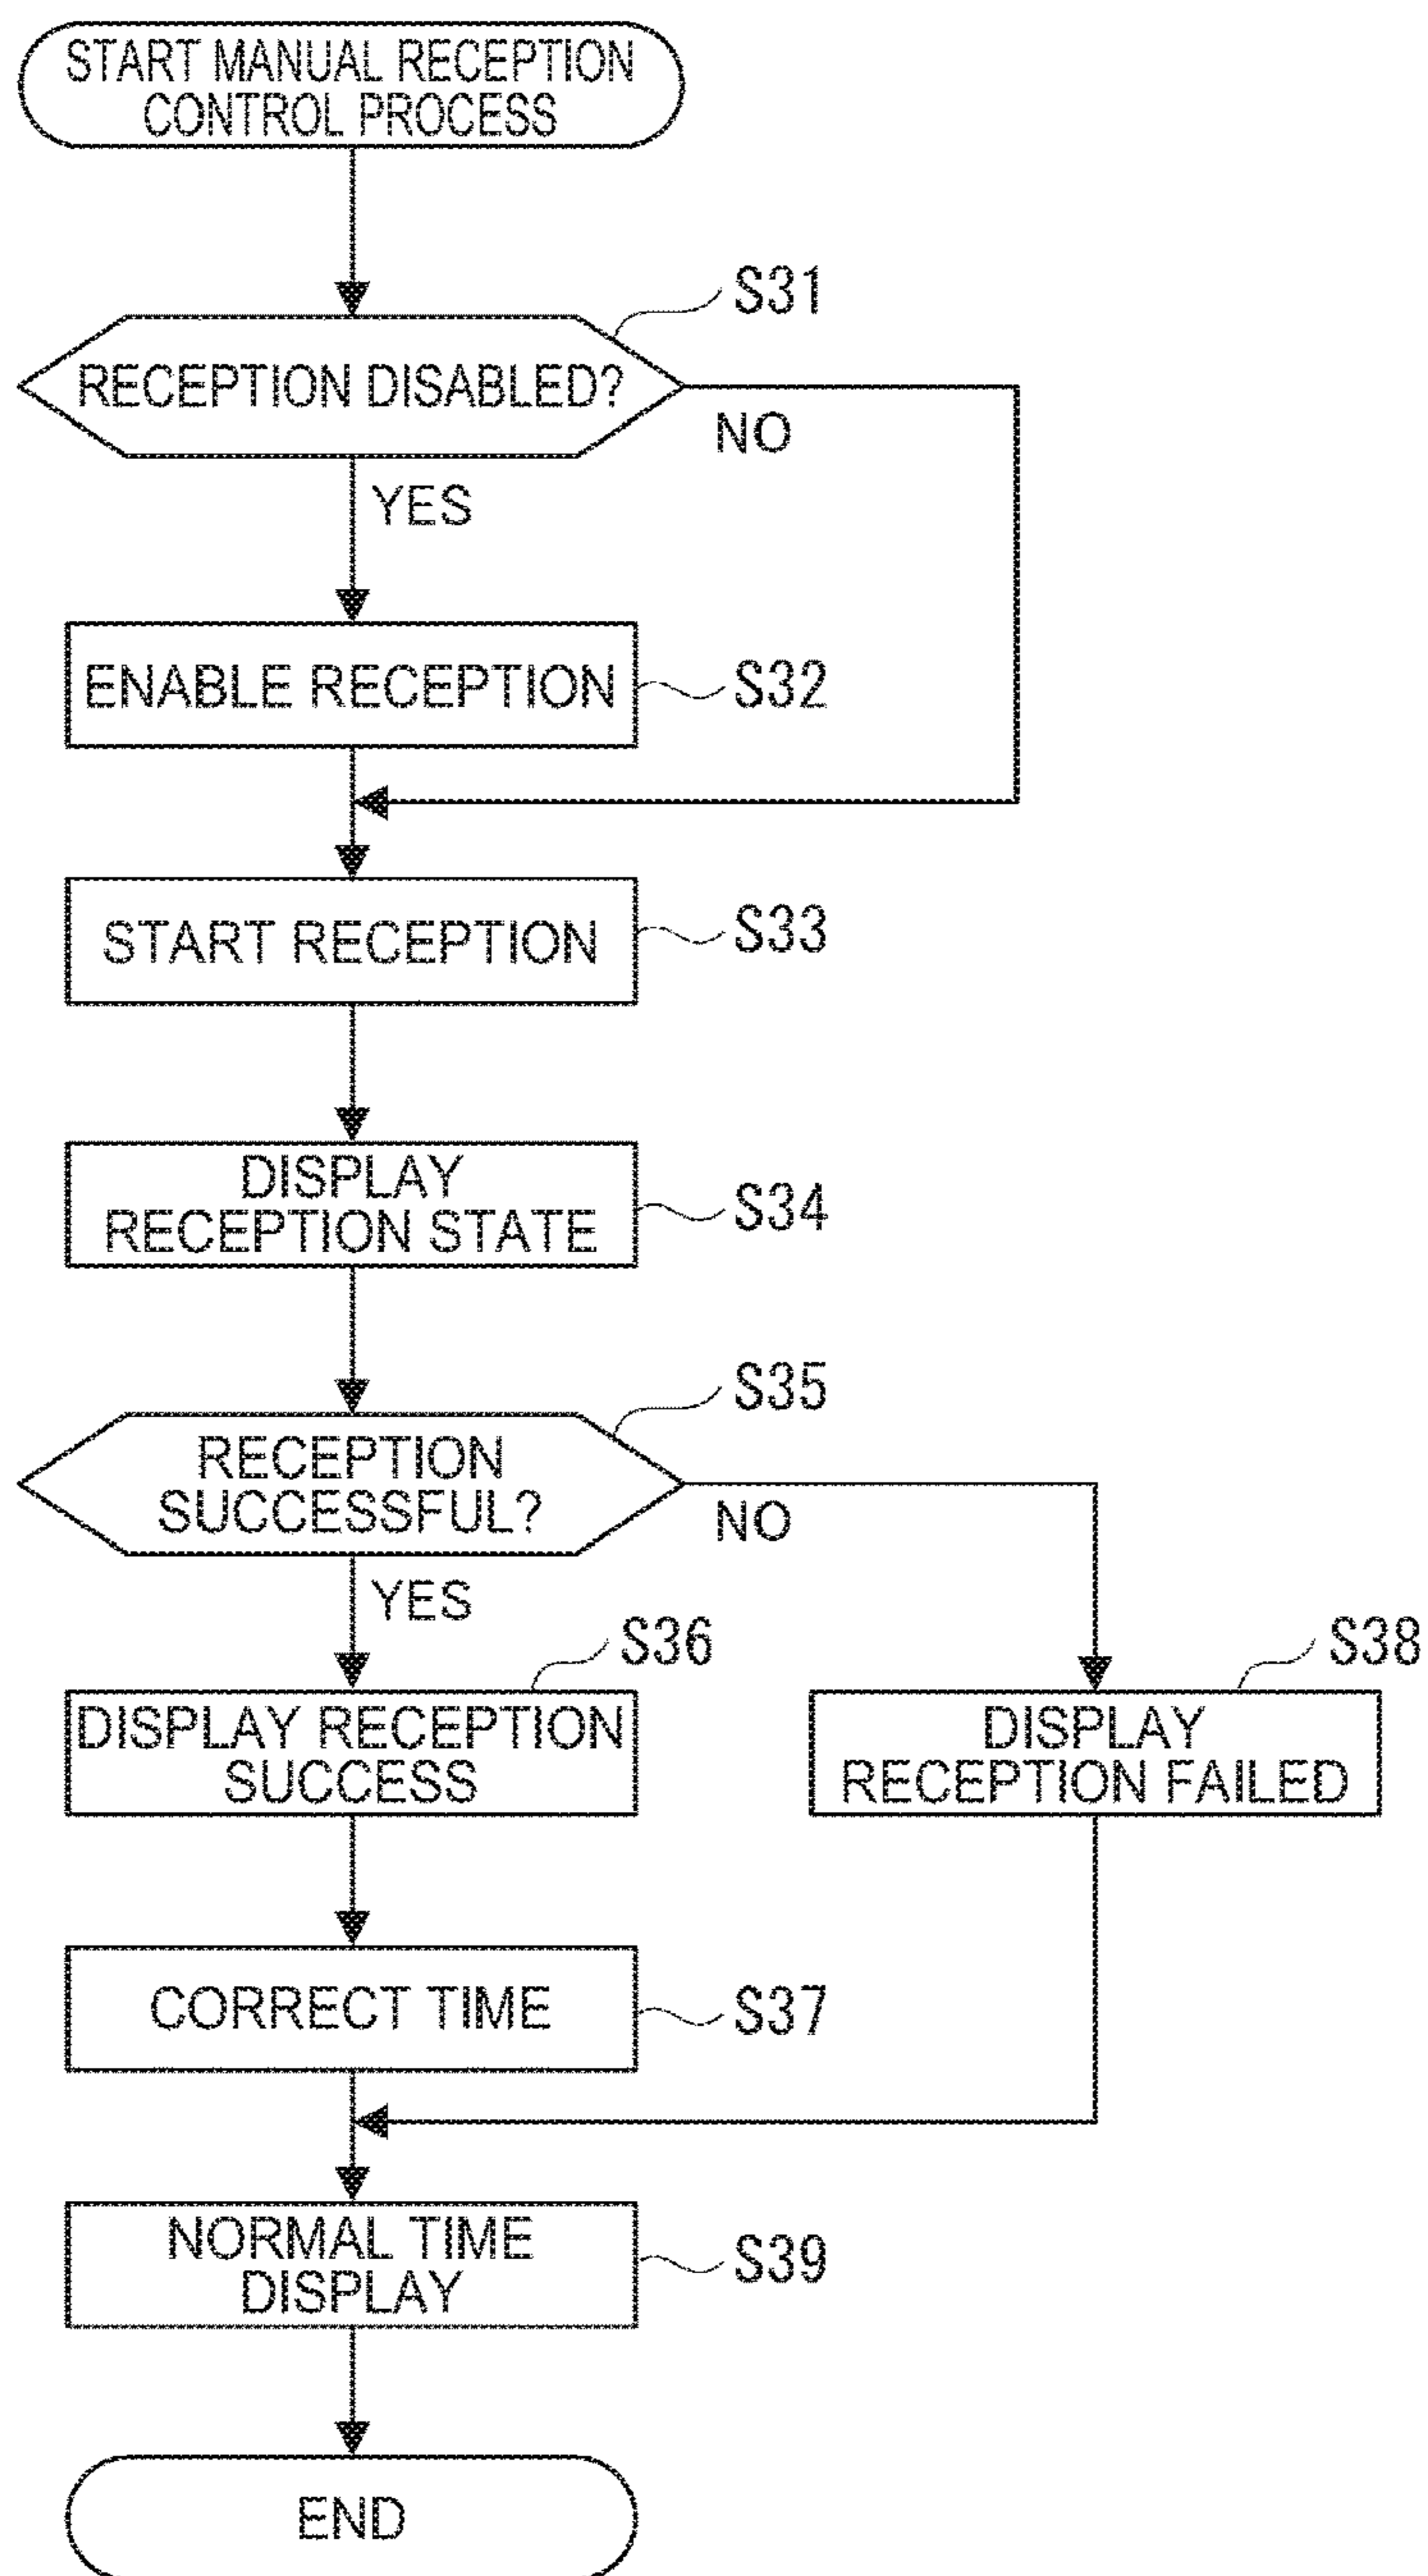 START MANUAL RECEPTION
CONTROL PROCESS
S31
RECEPTION DISABLED?
NO
YES
ENABLE RECEPTION
S32
START RECEPTION
S33
DISPLAY
RECEPTION STATE
S34
S35
RECEPTION
SUCCESSFUL?
NO
YES
S36
S38
DISPLAY RECEPTION
SUCCESS
DISPLAY
RECEPTION FAILED
CORRECT TIME
S37
NORMAL TIME
DISPLAY
S39
END